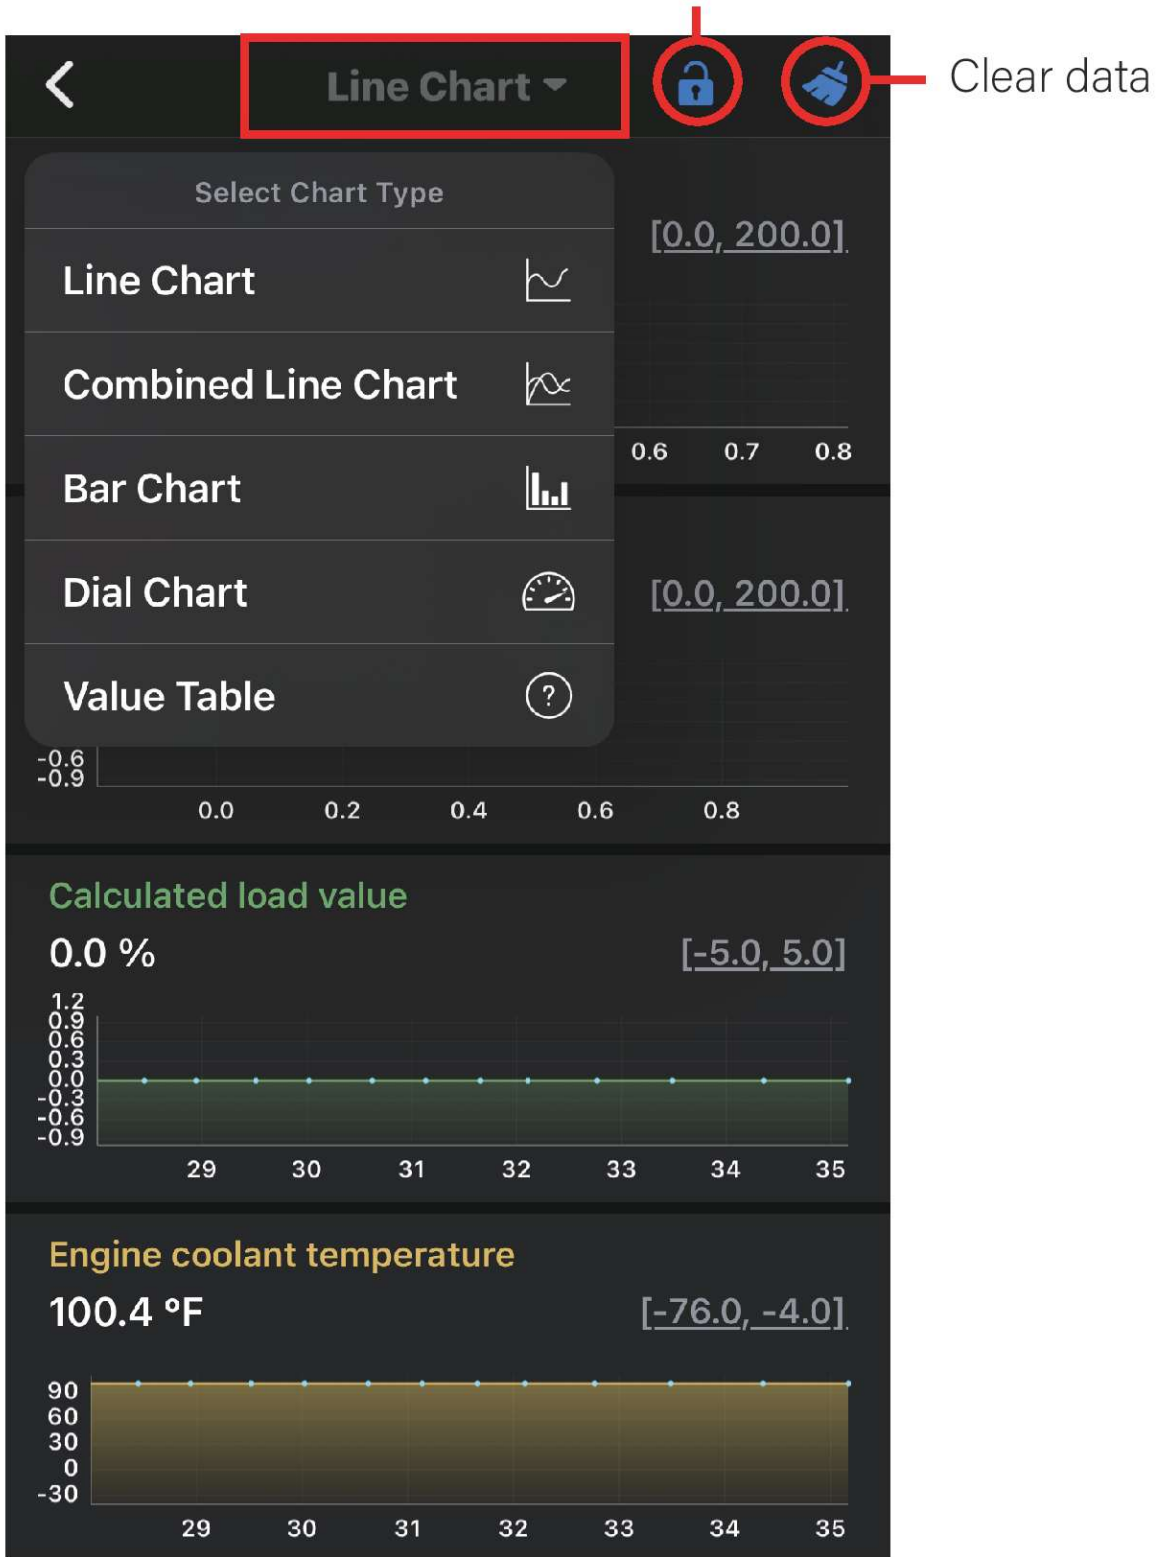 Line Chart
Clear data
Select Chart Type
[0.0, 200.0]
Line Chart
Combined Line Chart
0.6 0.7 0.8
Bar Chart
Dial Chart
[0.0, 200.0]
Value Table
?
-0.6
-0.9
0.0 0.2 0.4 0.6 0.8
Calculated load value
0.0 %
[-5.0, 5.0]
1.2
0.9
0.6
0.3
0.0
-0.3
-0.6
-0.9
29 30 31 32 33 34 35
Engine coolant temperature
100.4 ºF
[-76.0, -4.0]
90
60
30
0
-30
29 30 31 32 33 34 35